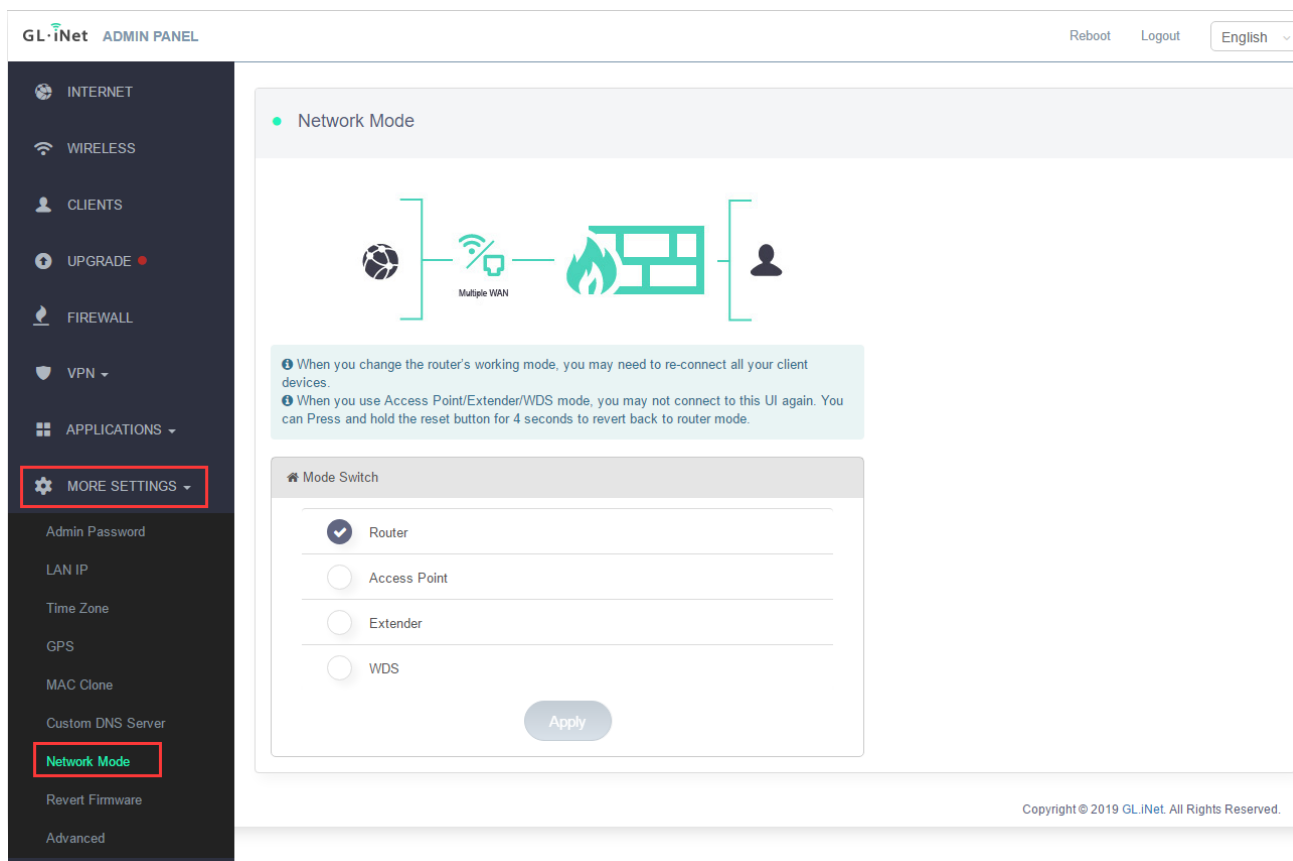 GL·iNet ADMIN PANEL
Reboot Logout English
INTERNET
WIRELESS
CLIENTS
UPGRADE
FIREWALL
VPN
APPLICATIONS
MORE SETTINGS
Admin Password
LAN IP
Time Zone
GPS
MAC Clone
Custom DNS Server
Network Mode
Revert Firmware
Advanced
Network Mode
Multiple WAN
When you change the router's working mode, you may need to re-connect all your client
devices.
When you use Access Point/Extender/WDS mode, you may not connect to this UI again. You
can Press and hold the reset button for 4 seconds to revert back to router mode.
Mode Switch
Router
Access Point
Extender
WDS
Apply
Copyright © 2019 GL.iNet. All Rights Reserved.